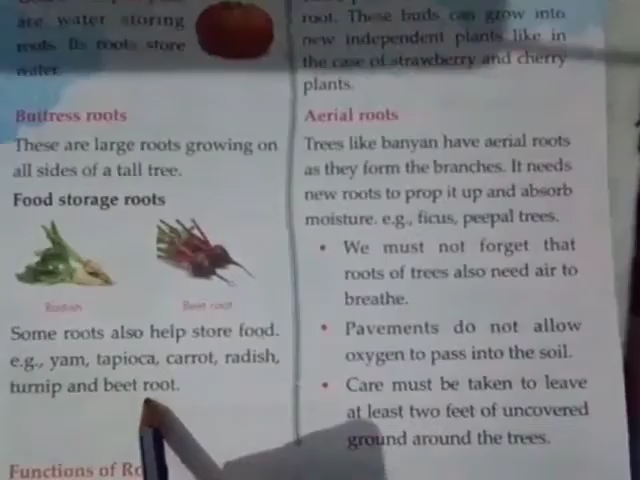 are water storing
roots. Its roots store
water.
Buttress roots
These are large roots growing on
all sides of a tall tree.
Food storage roots
Radish
Beet root
Some roots also help store food.
e.g., yam, tapioca, carrot, radish,
turnip and beet root.
Functions of Ro
root. These buds can grow into
new independent plants like in
the case of strawberry and cherry
plants.
Aerial roots
Trees like banyan have aerial roots
as they form the branches. It needs
new roots to prop it up and absorb
moisture. e.g., ficus, peepal trees.
• We must not forget that
roots of trees also need air to
breathe.
• Pavements do not allow
oxygen to pass into the soil.
• Care must be taken to leave
at least two feet of uncovered
ground around the trees.